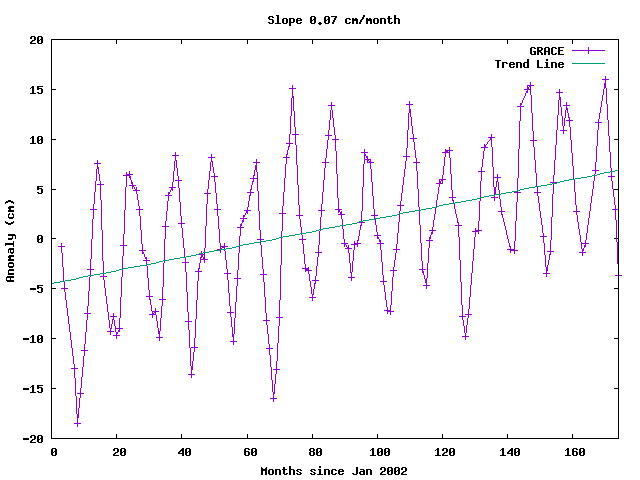 Slope 0.07 cm/month
GRACE
Trend Line
20
15
10
5
0
-5
-10
-15
-20
Anomaly (cm)
0 20 40 60 80 100 120 140 160
Months since Jan 2002